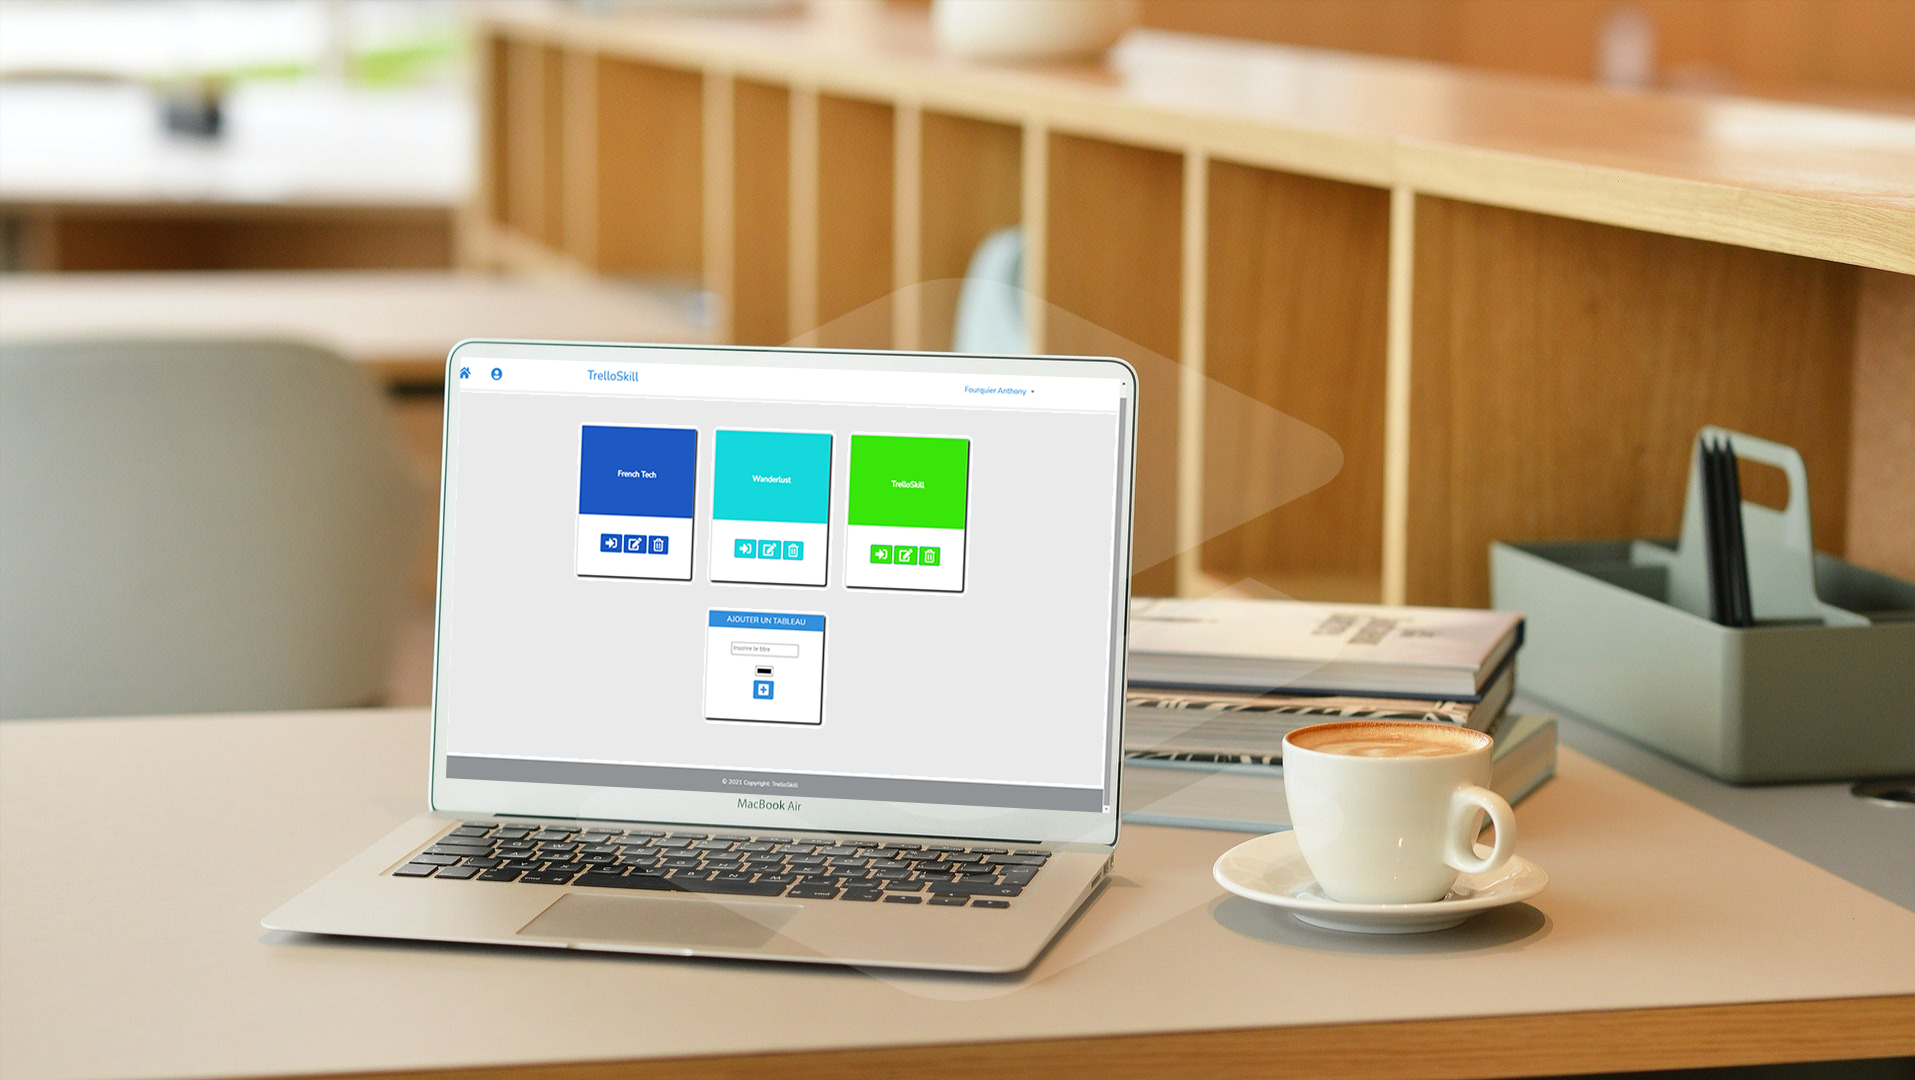 TrelloSkill
Fourquier Anthony
French Tech
Wanderlust
TrelloSkill
AJOUTER UN TABLEAU
Inscrire le titre
© 2021 Copyright: TrelloSkill
MacBook Air